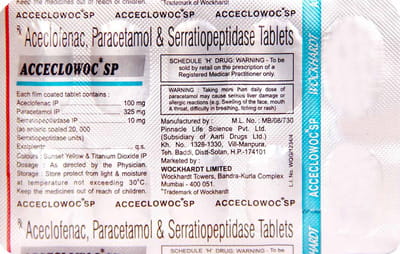 ACCECLOWOC®SP ACCECLOWOC®SP ACCECLOWOC®SP
Keep the medicines out of reach of children. *Trademark of Wockhardt
Rx Aceclofenac, Paracetamol & Serratiopeptidase Tablets
ACCECLOWOC®SP
Each film coated tablet contains :
Aceclofenac IP 100 mg
Paracetamol IP 325 mg
Serratiopeptidase IP 10 mg
(as enteric coated 20, 000
Serratiopeptidase units)
Excipients q.s.
Colours : Sunset Yellow & Titanium Dioxide IP
Dosage : As directed by the Physician.
Storage : Store protect from light & moisture
at temperature not exceeding 30°C.
Keep the medicines out of reach of children.
SCHEDULE 'H' DRUG: WARNING - To be
sold by retail on the prescription of a
Registered Medical Practitioner only.
WARNING : Taking more than daily dose of
paracetamol may cause serious liver damage or
allergic reactions (e.g. Swelling of the face, mouth
& throat, difficulty in breathing, itching or rash)
Manufactured by : M L No.: MB/08/730
Pinnacle Life Science Pvt. Ltd.
(Subsidiary of Aarti Drugs Ltd.)
Kh. No. 1328-1330, Vill-Manpura,
Teh. Baddi, Distt-Solan, H.P.-174101
Marketed by :
WOCKHARDT LIMITED
Wockhardt Towers, Bandra-Kurla Complex
Mumbai - 400 051.
*Trademark of Wockhardt
WOCKHARDT
ACCECLOWOC®SP
ACCECLOWOC®SP ACCECLOWOC®SP ACCECLOWOC®SP
Rx Aceclofenac, Paracetamol & Serratiopeptidase Tablets
ACCECLOWOC®SP
SCHEDULE 'H' DRUG: WARNING - To be